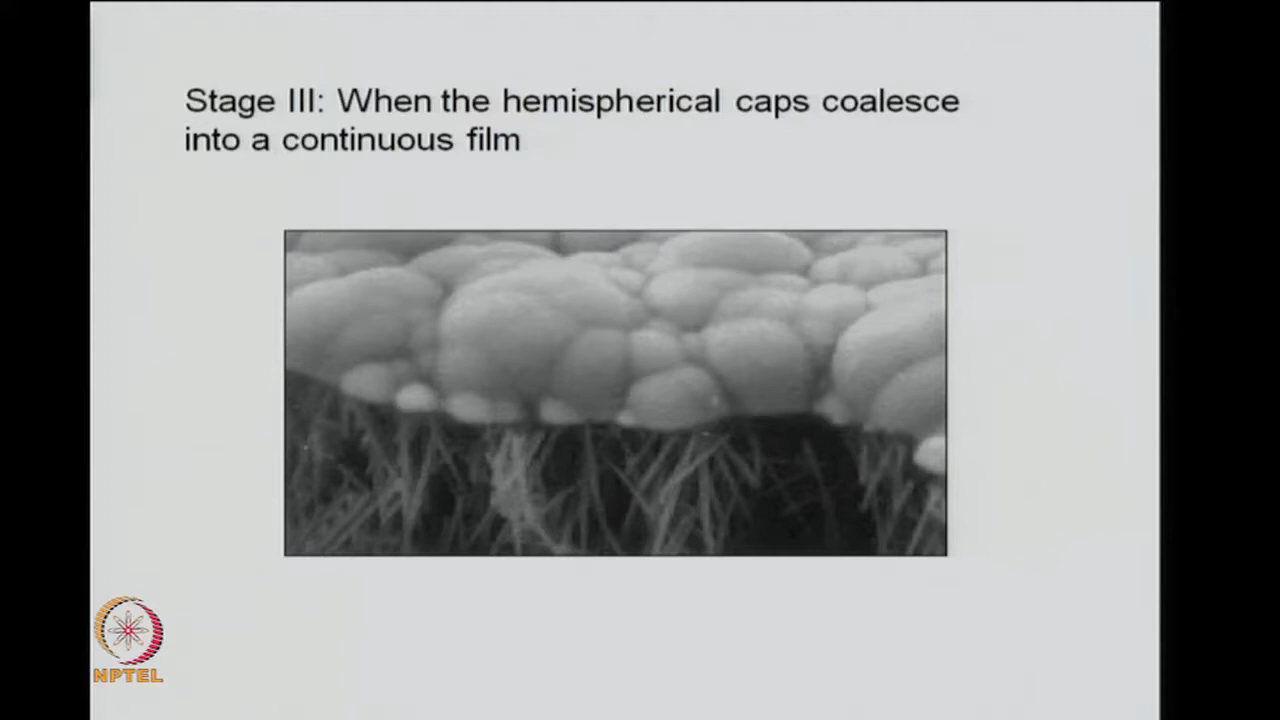 Stage III: When the hemispherical caps coalesce
into a continuous film
NPTEL